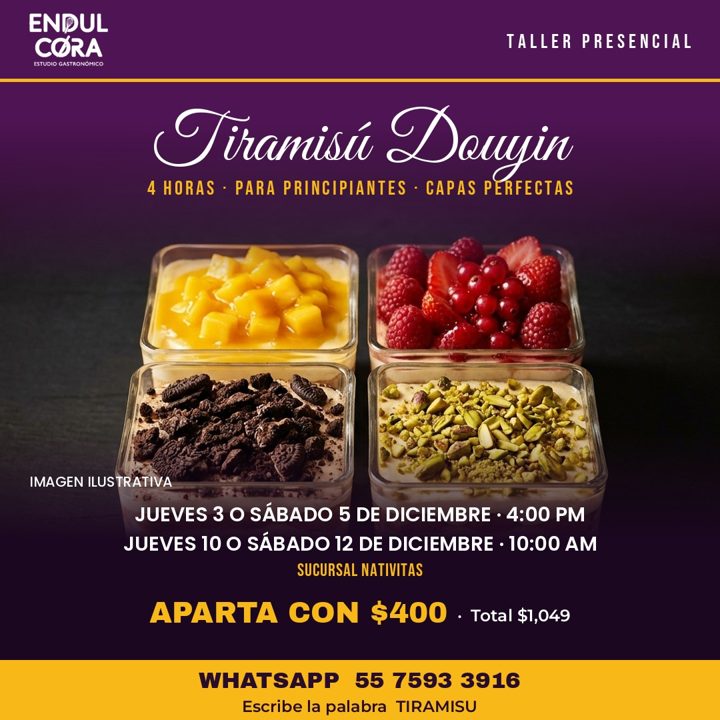 ENDUL
CORA
ESTUDIO GASTRONÓMICO
TALLER PRESENCIAL
Tiramisú Douyin
4 HORAS · PARA PRINCIPIANTES · CAPAS PERFECTAS
IMAGEN ILUSTRATIVA
JUEVES 3 O SÁBADO 5 DE DICIEMBRE · 4:00 PM
JUEVES 10 O SÁBADO 12 DE DICIEMBRE · 10:00 AM
SUCURSAL NATIVITAS
APARTA CON $400 · Total $1,049
WHATSAPP 55 7593 3916
Escribe la palabra TIRAMISU